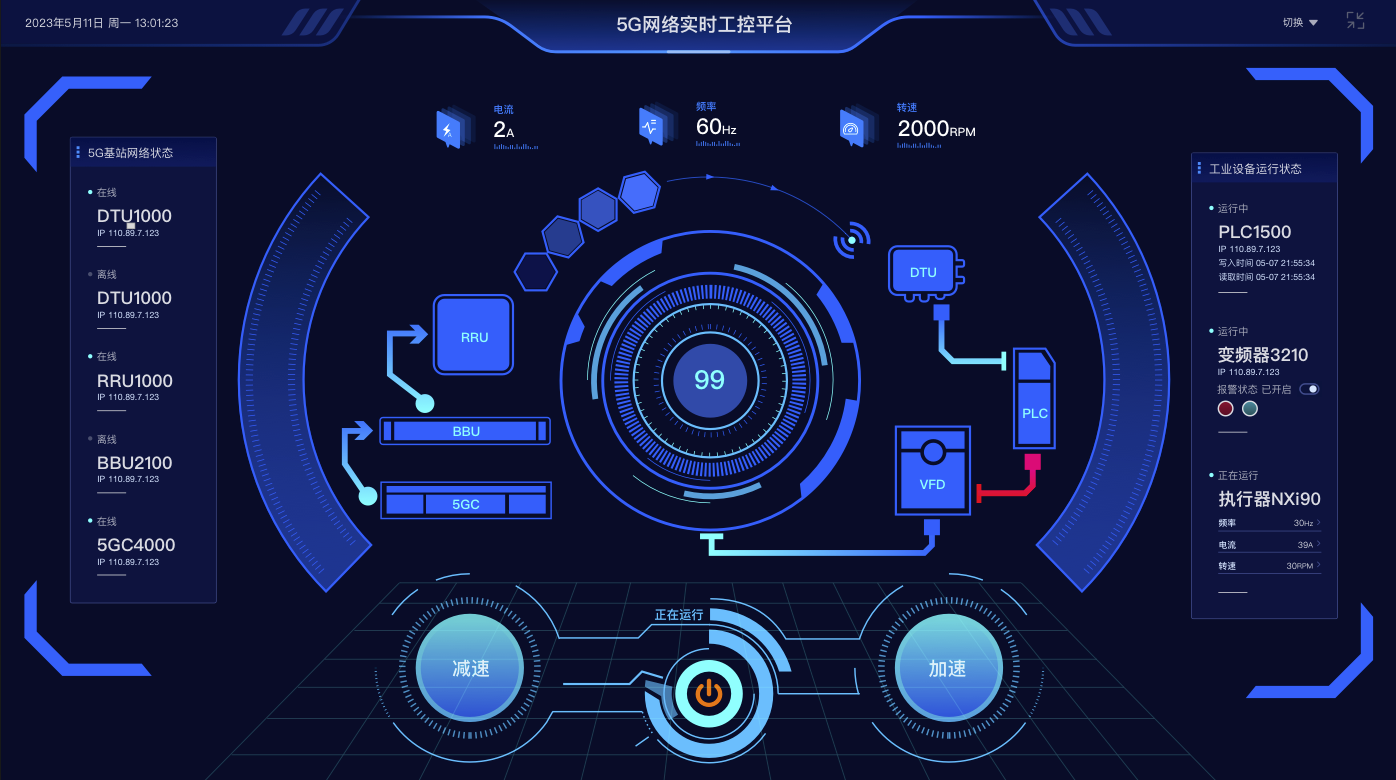 2023年5月11日 周一 13:01:23
5G网络实时工控平台
切换
电流
2A
频率
60Hz
转速
2000RPM
5G基站网络状态
在线
DTU1000
IP 110.89.7.123
离线
DTU1000
IP 110.89.7.123
在线
RRU1000
IP 110.89.7.123
离线
BBU2100
IP 110.89.7.123
在线
5GC4000
IP 110.89.7.123
RRU
BBU
5GC
99
DTU
PLC
VFD
工业设备运行状态
运行中
PLC1500
IP 110.89.7.123
写入时间 05-07 21:55:34
读取时间 05-07 21:55:34
运行中
变频器3210
IP 110.89.7.123
报警状态 已开启
正在运行
执行器NXi90
频率 30Hz
电流 39A
转速 30RPM
正在运行
减速
加速